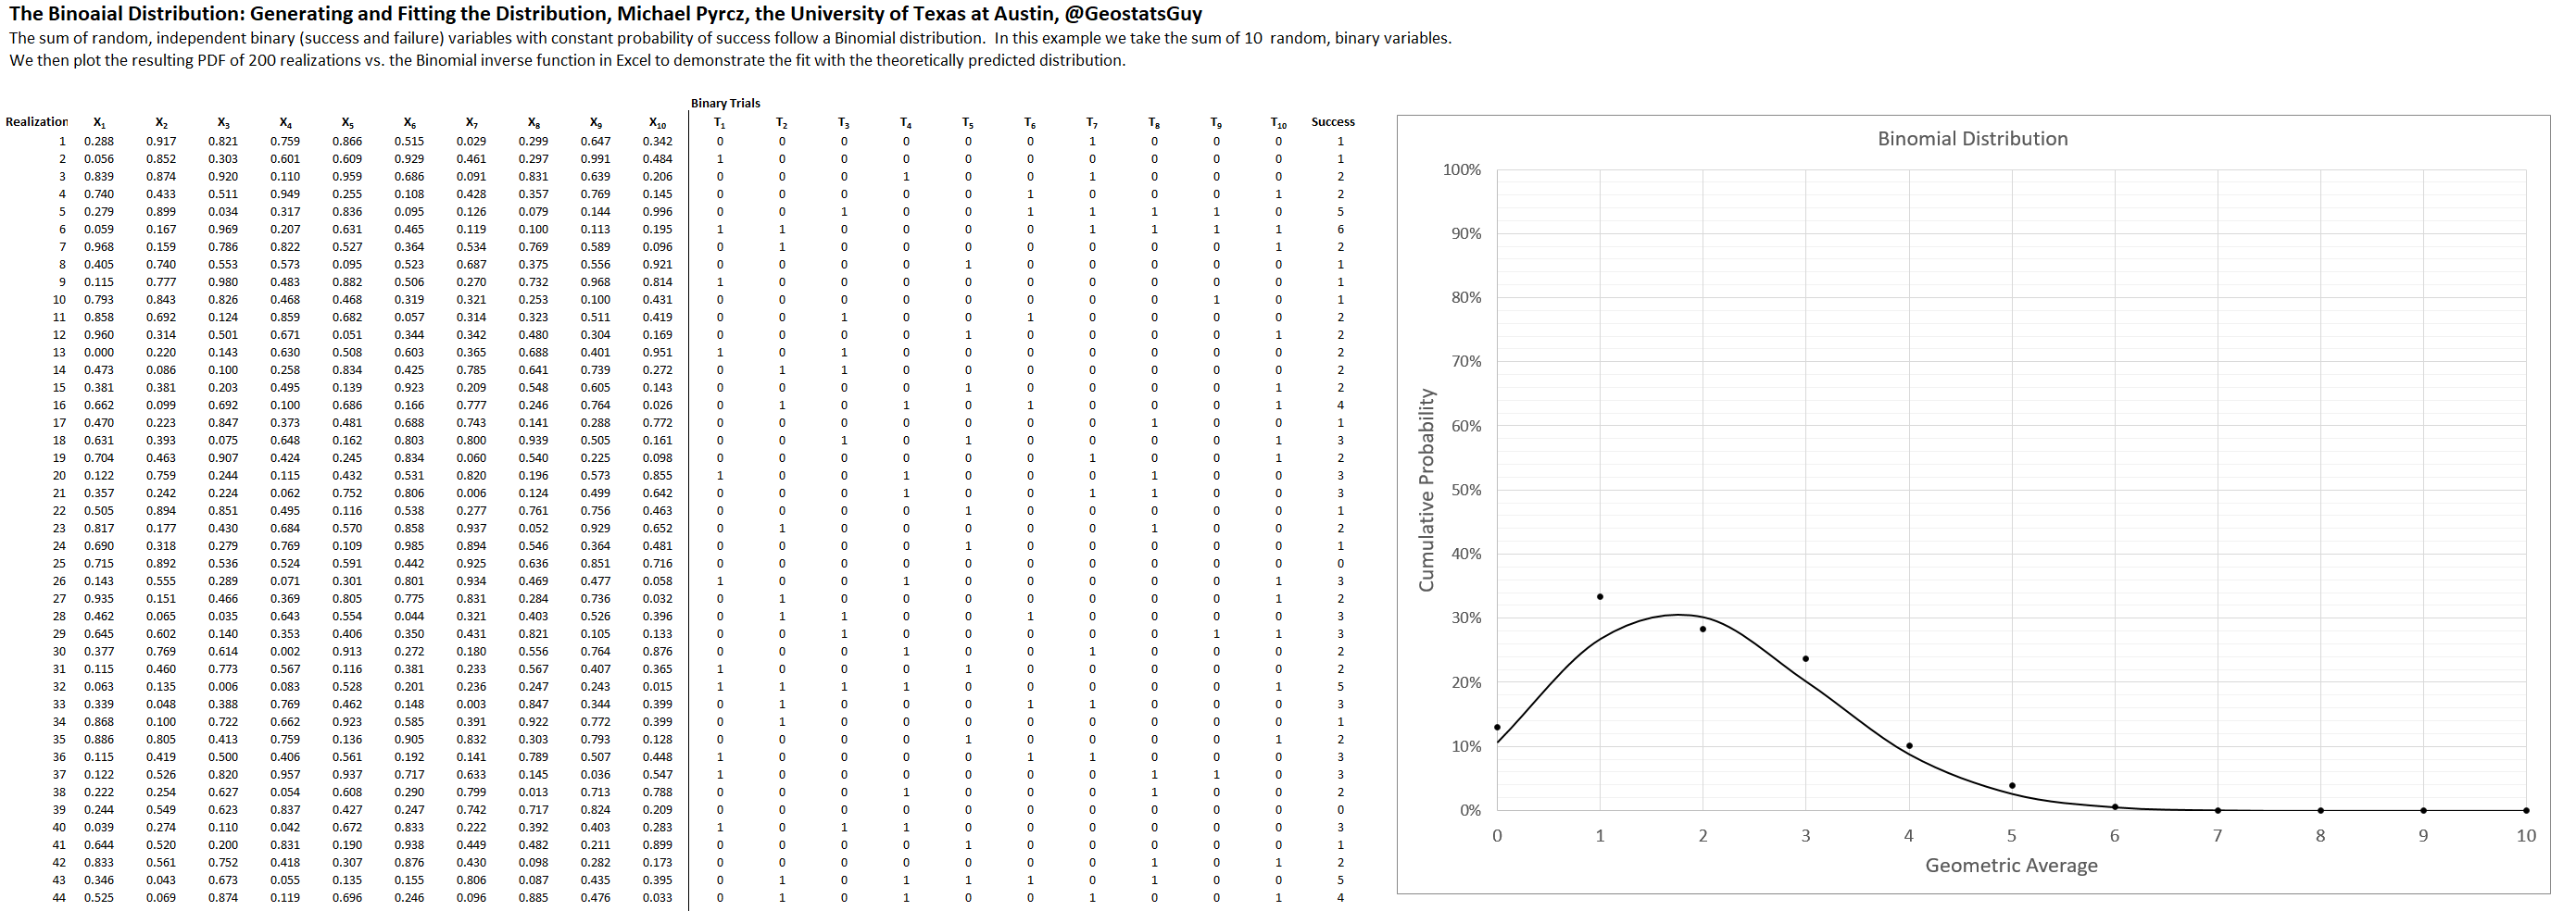 The Binoaial Distribution: Generating and Fitting the Distribution, Michael Pyrcz, the University of Texas at Austin, @GeostatsGuy
The sum of random, independent binary (success and failure) variables with constant probability of success follow a Binomial distribution.  In this example we take the sum of 10  random, binary variables.
We then plot the resulting PDF of 200 realizations vs. the Binomial inverse function in Excel to demonstrate the fit with the theoretically predicted distribution.
Binary Trials
Realization X₁ X₂ X₃ X₄ X₅ X₆ X₇ X₈ X₉ X₁₀ T₁ T₂ T₃ T₄ T₅ T₆ T₇ T₈ T₉ T₁₀ Success
1 0.288 0.917 0.821 0.759 0.866 0.515 0.029 0.299 0.647 0.342 0 0 0 0 0 0 1 0 0 0 1
2 0.056 0.852 0.303 0.601 0.609 0.929 0.461 0.297 0.991 0.484 1 0 0 0 0 0 0 0 0 0 1
3 0.839 0.874 0.920 0.110 0.959 0.686 0.091 0.831 0.639 0.206 0 0 0 1 0 0 1 0 0 0 2
4 0.740 0.433 0.511 0.949 0.255 0.108 0.428 0.357 0.769 0.145 0 0 0 0 0 1 0 0 0 1 2
5 0.279 0.899 0.034 0.317 0.836 0.095 0.126 0.079 0.144 0.996 0 0 1 0 0 1 1 1 1 0 5
6 0.059 0.167 0.969 0.207 0.631 0.465 0.119 0.100 0.113 0.195 1 1 0 0 0 0 1 1 1 1 6
7 0.968 0.159 0.786 0.822 0.527 0.364 0.534 0.769 0.589 0.096 0 1 0 0 0 0 0 0 0 1 2
8 0.405 0.740 0.553 0.573 0.095 0.523 0.687 0.375 0.556 0.921 0 0 0 0 1 0 0 0 0 0 1
9 0.115 0.777 0.980 0.483 0.882 0.506 0.270 0.732 0.968 0.814 1 0 0 0 0 0 0 0 0 0 1
10 0.793 0.843 0.826 0.468 0.468 0.319 0.321 0.253 0.100 0.431 0 0 0 0 0 0 0 0 1 0 1
11 0.858 0.692 0.124 0.859 0.682 0.057 0.314 0.323 0.511 0.419 0 0 1 0 0 1 0 0 0 0 2
12 0.960 0.314 0.501 0.671 0.051 0.344 0.342 0.480 0.304 0.169 0 0 0 0 1 0 0 0 0 1 2
13 0.000 0.220 0.143 0.630 0.508 0.603 0.365 0.688 0.401 0.951 1 0 1 0 0 0 0 0 0 0 2
14 0.473 0.086 0.100 0.258 0.834 0.425 0.785 0.641 0.739 0.272 0 1 1 0 0 0 0 0 0 0 2
15 0.381 0.381 0.203 0.495 0.139 0.923 0.209 0.548 0.605 0.143 0 0 0 0 1 0 0 0 0 1 2
16 0.662 0.099 0.692 0.100 0.686 0.166 0.777 0.246 0.764 0.026 0 1 0 1 0 1 0 0 0 1 4
17 0.470 0.223 0.847 0.373 0.481 0.688 0.743 0.141 0.288 0.772 0 0 0 0 0 0 0 1 0 0 1
18 0.631 0.393 0.075 0.648 0.162 0.803 0.800 0.939 0.505 0.161 0 0 1 0 1 0 0 0 0 1 3
19 0.704 0.463 0.907 0.424 0.245 0.834 0.060 0.540 0.225 0.098 0 0 0 0 0 0 1 0 0 1 2
20 0.122 0.759 0.244 0.115 0.432 0.531 0.820 0.196 0.573 0.855 1 0 0 1 0 0 0 1 0 0 3
21 0.357 0.242 0.224 0.062 0.752 0.806 0.006 0.124 0.499 0.642 0 0 0 1 0 0 1 1 0 0 3
22 0.505 0.894 0.851 0.495 0.116 0.538 0.277 0.761 0.756 0.463 0 0 0 0 1 0 0 0 0 0 1
23 0.817 0.177 0.430 0.684 0.570 0.858 0.937 0.052 0.929 0.652 0 1 0 0 0 0 0 1 0 0 2
24 0.690 0.318 0.279 0.769 0.109 0.985 0.894 0.546 0.364 0.481 0 0 0 0 1 0 0 0 0 0 1
25 0.715 0.892 0.536 0.524 0.591 0.442 0.925 0.636 0.851 0.716 0 0 0 0 0 0 0 0 0 0 0
26 0.143 0.555 0.289 0.071 0.301 0.801 0.934 0.469 0.477 0.058 1 0 0 1 0 0 0 0 0 1 3
27 0.935 0.151 0.466 0.369 0.805 0.775 0.831 0.284 0.736 0.032 0 1 0 0 0 0 0 0 0 1 2
28 0.462 0.065 0.035 0.643 0.554 0.044 0.321 0.403 0.526 0.396 0 1 1 0 0 1 0 0 0 0 3
29 0.645 0.602 0.140 0.353 0.406 0.350 0.431 0.821 0.105 0.133 0 0 1 0 0 0 0 0 1 1 3
30 0.377 0.769 0.614 0.002 0.913 0.272 0.180 0.556 0.764 0.876 0 0 0 1 0 0 1 0 0 0 2
31 0.115 0.460 0.773 0.567 0.116 0.381 0.233 0.567 0.407 0.365 1 0 0 0 1 0 0 0 0 0 2
32 0.063 0.135 0.006 0.083 0.528 0.201 0.236 0.247 0.243 0.015 1 1 1 1 0 0 0 0 0 1 5
33 0.339 0.048 0.388 0.769 0.462 0.148 0.003 0.847 0.344 0.399 0 1 0 0 0 1 1 0 0 0 3
34 0.868 0.100 0.722 0.662 0.923 0.585 0.391 0.922 0.772 0.399 0 1 0 0 0 0 0 0 0 0 1
35 0.886 0.805 0.413 0.759 0.136 0.905 0.832 0.303 0.793 0.128 0 0 0 0 1 0 0 0 0 1 2
36 0.115 0.419 0.500 0.406 0.561 0.192 0.141 0.789 0.507 0.448 1 0 0 0 0 1 1 0 0 0 3
37 0.122 0.526 0.820 0.957 0.937 0.717 0.633 0.145 0.036 0.547 1 0 0 0 0 0 0 1 1 0 3
38 0.222 0.254 0.627 0.054 0.608 0.290 0.799 0.013 0.713 0.788 0 0 0 1 0 0 0 1 0 0 2
39 0.244 0.549 0.623 0.837 0.427 0.247 0.742 0.717 0.824 0.209 0 0 0 0 0 0 0 0 0 0 0
40 0.039 0.274 0.110 0.042 0.672 0.833 0.222 0.392 0.403 0.283 1 0 1 1 0 0 0 0 0 0 3
41 0.644 0.520 0.200 0.831 0.190 0.938 0.449 0.482 0.211 0.899 0 0 0 0 1 0 0 0 0 0 1
42 0.833 0.561 0.752 0.418 0.307 0.876 0.430 0.098 0.282 0.173 0 0 0 0 0 0 0 1 0 1 2
43 0.346 0.043 0.673 0.055 0.135 0.155 0.806 0.087 0.435 0.395 0 1 0 1 1 1 0 1 0 0 5
44 0.525 0.069 0.874 0.119 0.696 0.246 0.096 0.885 0.476 0.033 0 1 0 1 0 0 1 0 0 1 4
Binomial Distribution
100%
90%
80%
70%
60%
50%
40%
30%
20%
10%
0%
Cumulative Probability
0 1 2 3 4 5 6 7 8 9 10
Geometric Average